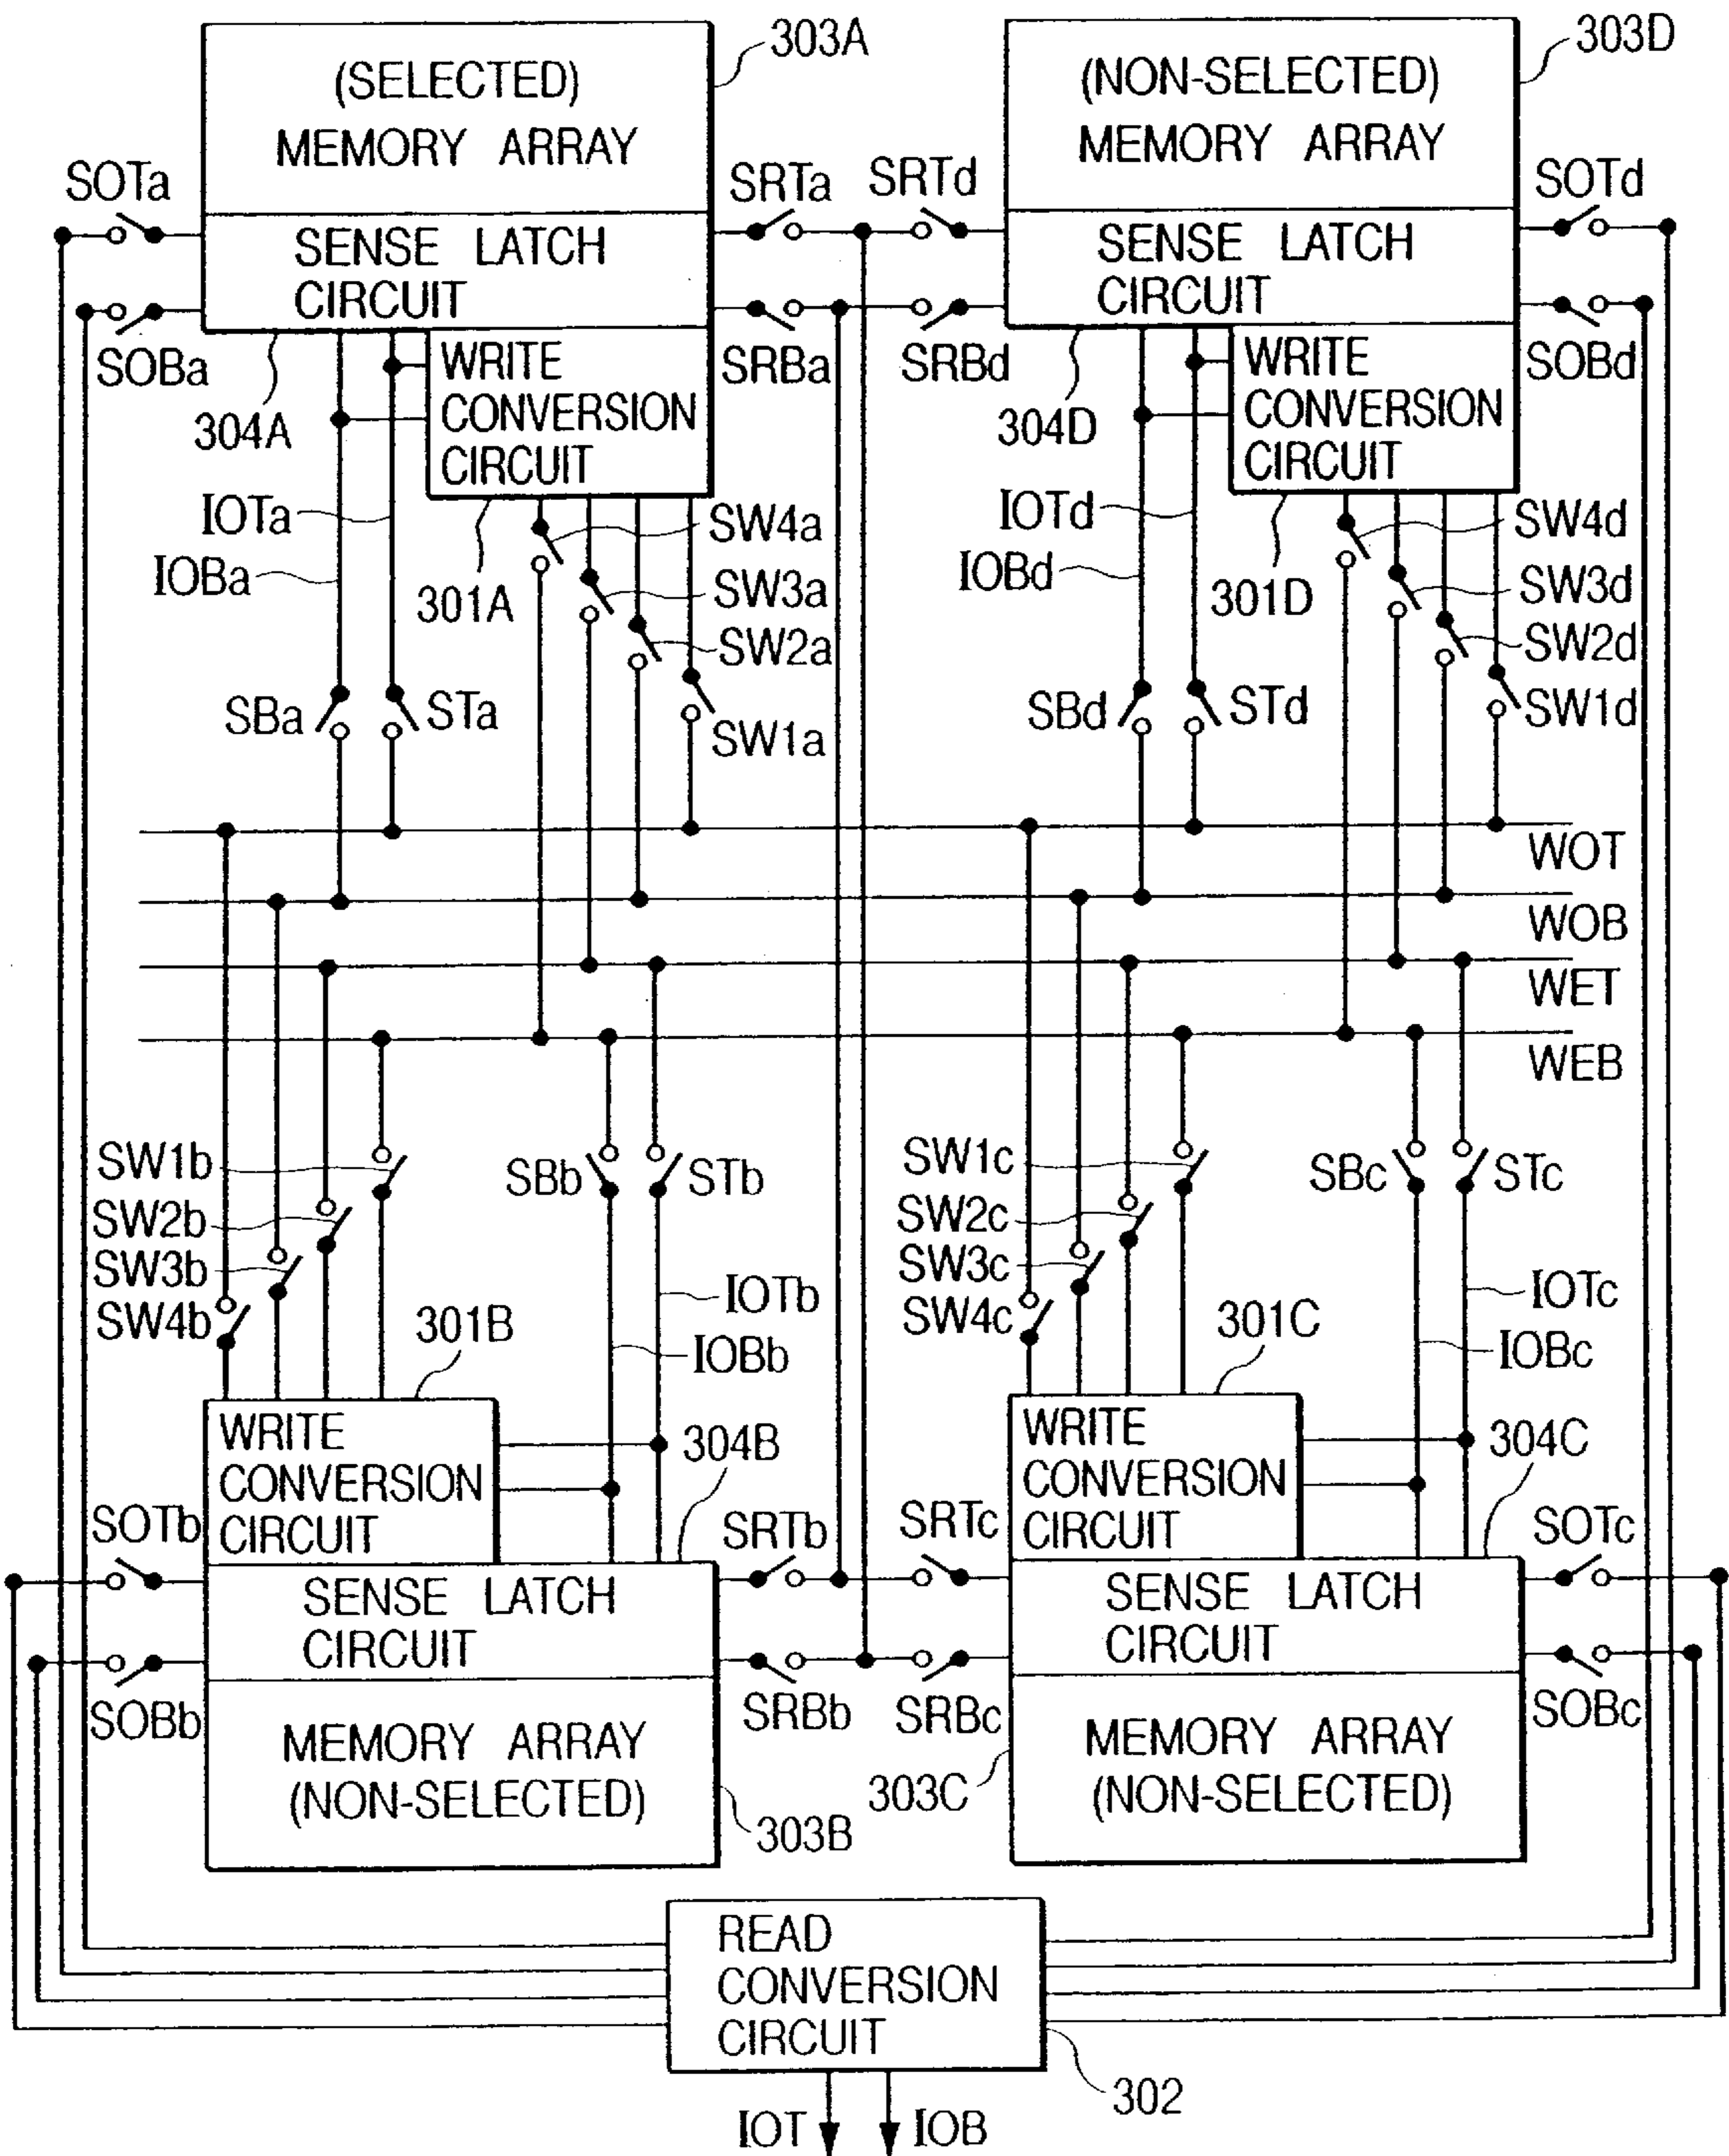 303A
(SELECTED)
MEMORY ARRAY
303D
(NON-SELECTED)
MEMORY ARRAY
SOTa
SRTa
SRTd
SOTd
SENSE LATCH
CIRCUIT
SENSE LATCH
CIRCUIT
SOBa
SRBa
SRBd
SOBd
304A
WRITE
CONVERSION
CIRCUIT
304D
WRITE
CONVERSION
CIRCUIT
IOTa
IOBa
301A
SW4a
SW3a
SW2a
SW1a
SBa
STa
IOTd
IOBd
301D
SW4d
SW3d
SW2d
SW1d
SBd
STd
WOT
WOB
WET
WEB
SW1b
SW2b
SW3b
SW4b
SBb
STb
IOTb
IOBb
301B
SW1c
SW2c
SW3c
SW4c
SBc
STc
IOTc
IOBc
301C
WRITE
CONVERSION
CIRCUIT
304B
WRITE
CONVERSION
CIRCUIT
304C
SOTb
SRTb
SRTc
SOTc
SENSE LATCH
CIRCUIT
SENSE LATCH
CIRCUIT
SOBb
SRBb
SRBc
SOBc
MEMORY ARRAY
(NON-SELECTED)
303B
303C
MEMORY ARRAY
(NON-SELECTED)
READ
CONVERSION
CIRCUIT
302
IOT
IOB